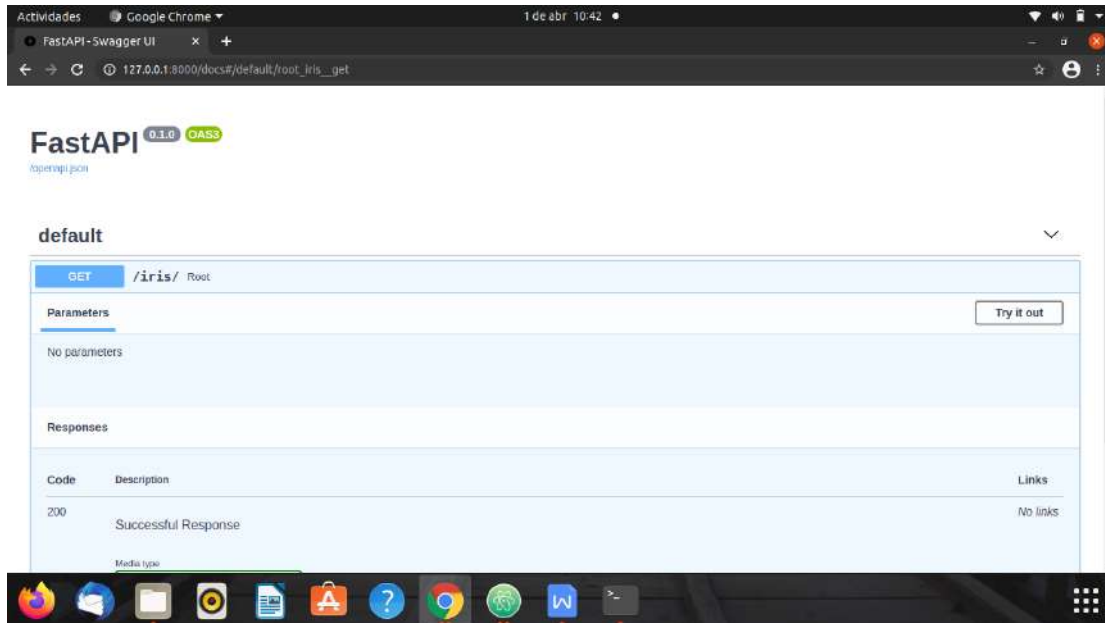 Actividades Google Chrome 1 de abr 10:42
FastAPI - Swagger UI
127.0.0.1:8000/docs#/default/root_iris__get
FastAPI 0.1.0 OAS3
/openapi.json
default
GET /iris/ Root
Parameters Try it out
No parameters
Responses
Code Description Links
200 Successful Response No links
Media type